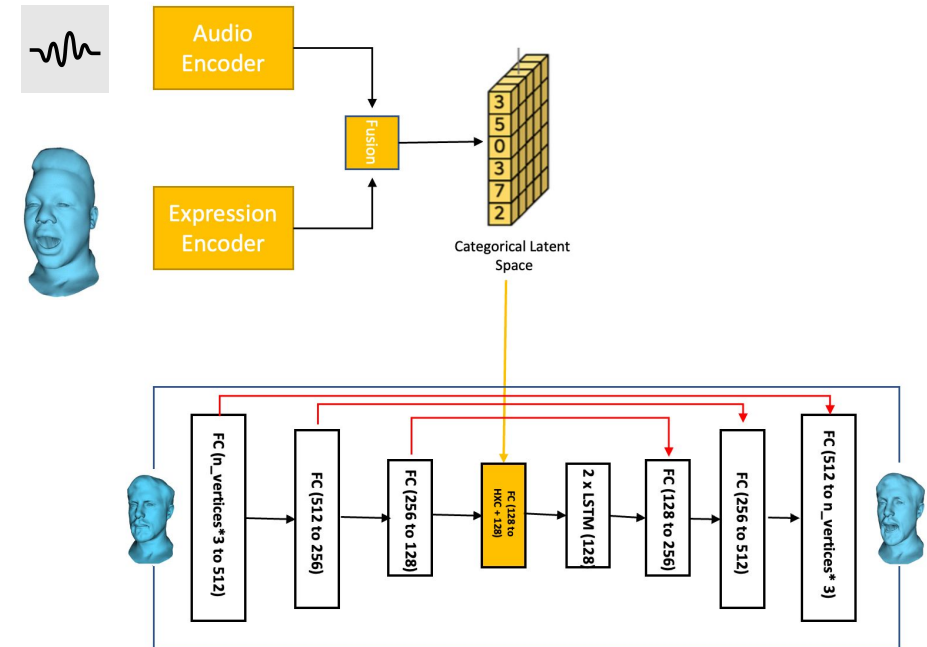 Audio
Encoder
Fusion
Expression
Encoder
3
5
0
3
7
2
Categorical Latent
Space
FC (n_vertices*3 to 512)
FC (512 to 256)
FC (256 to 128)
FC (128 to
HXC + 128)
2 x LSTM (128)
FC (128 to 256)
FC (256 to 512)
FC (512 to n_vertices* 3)